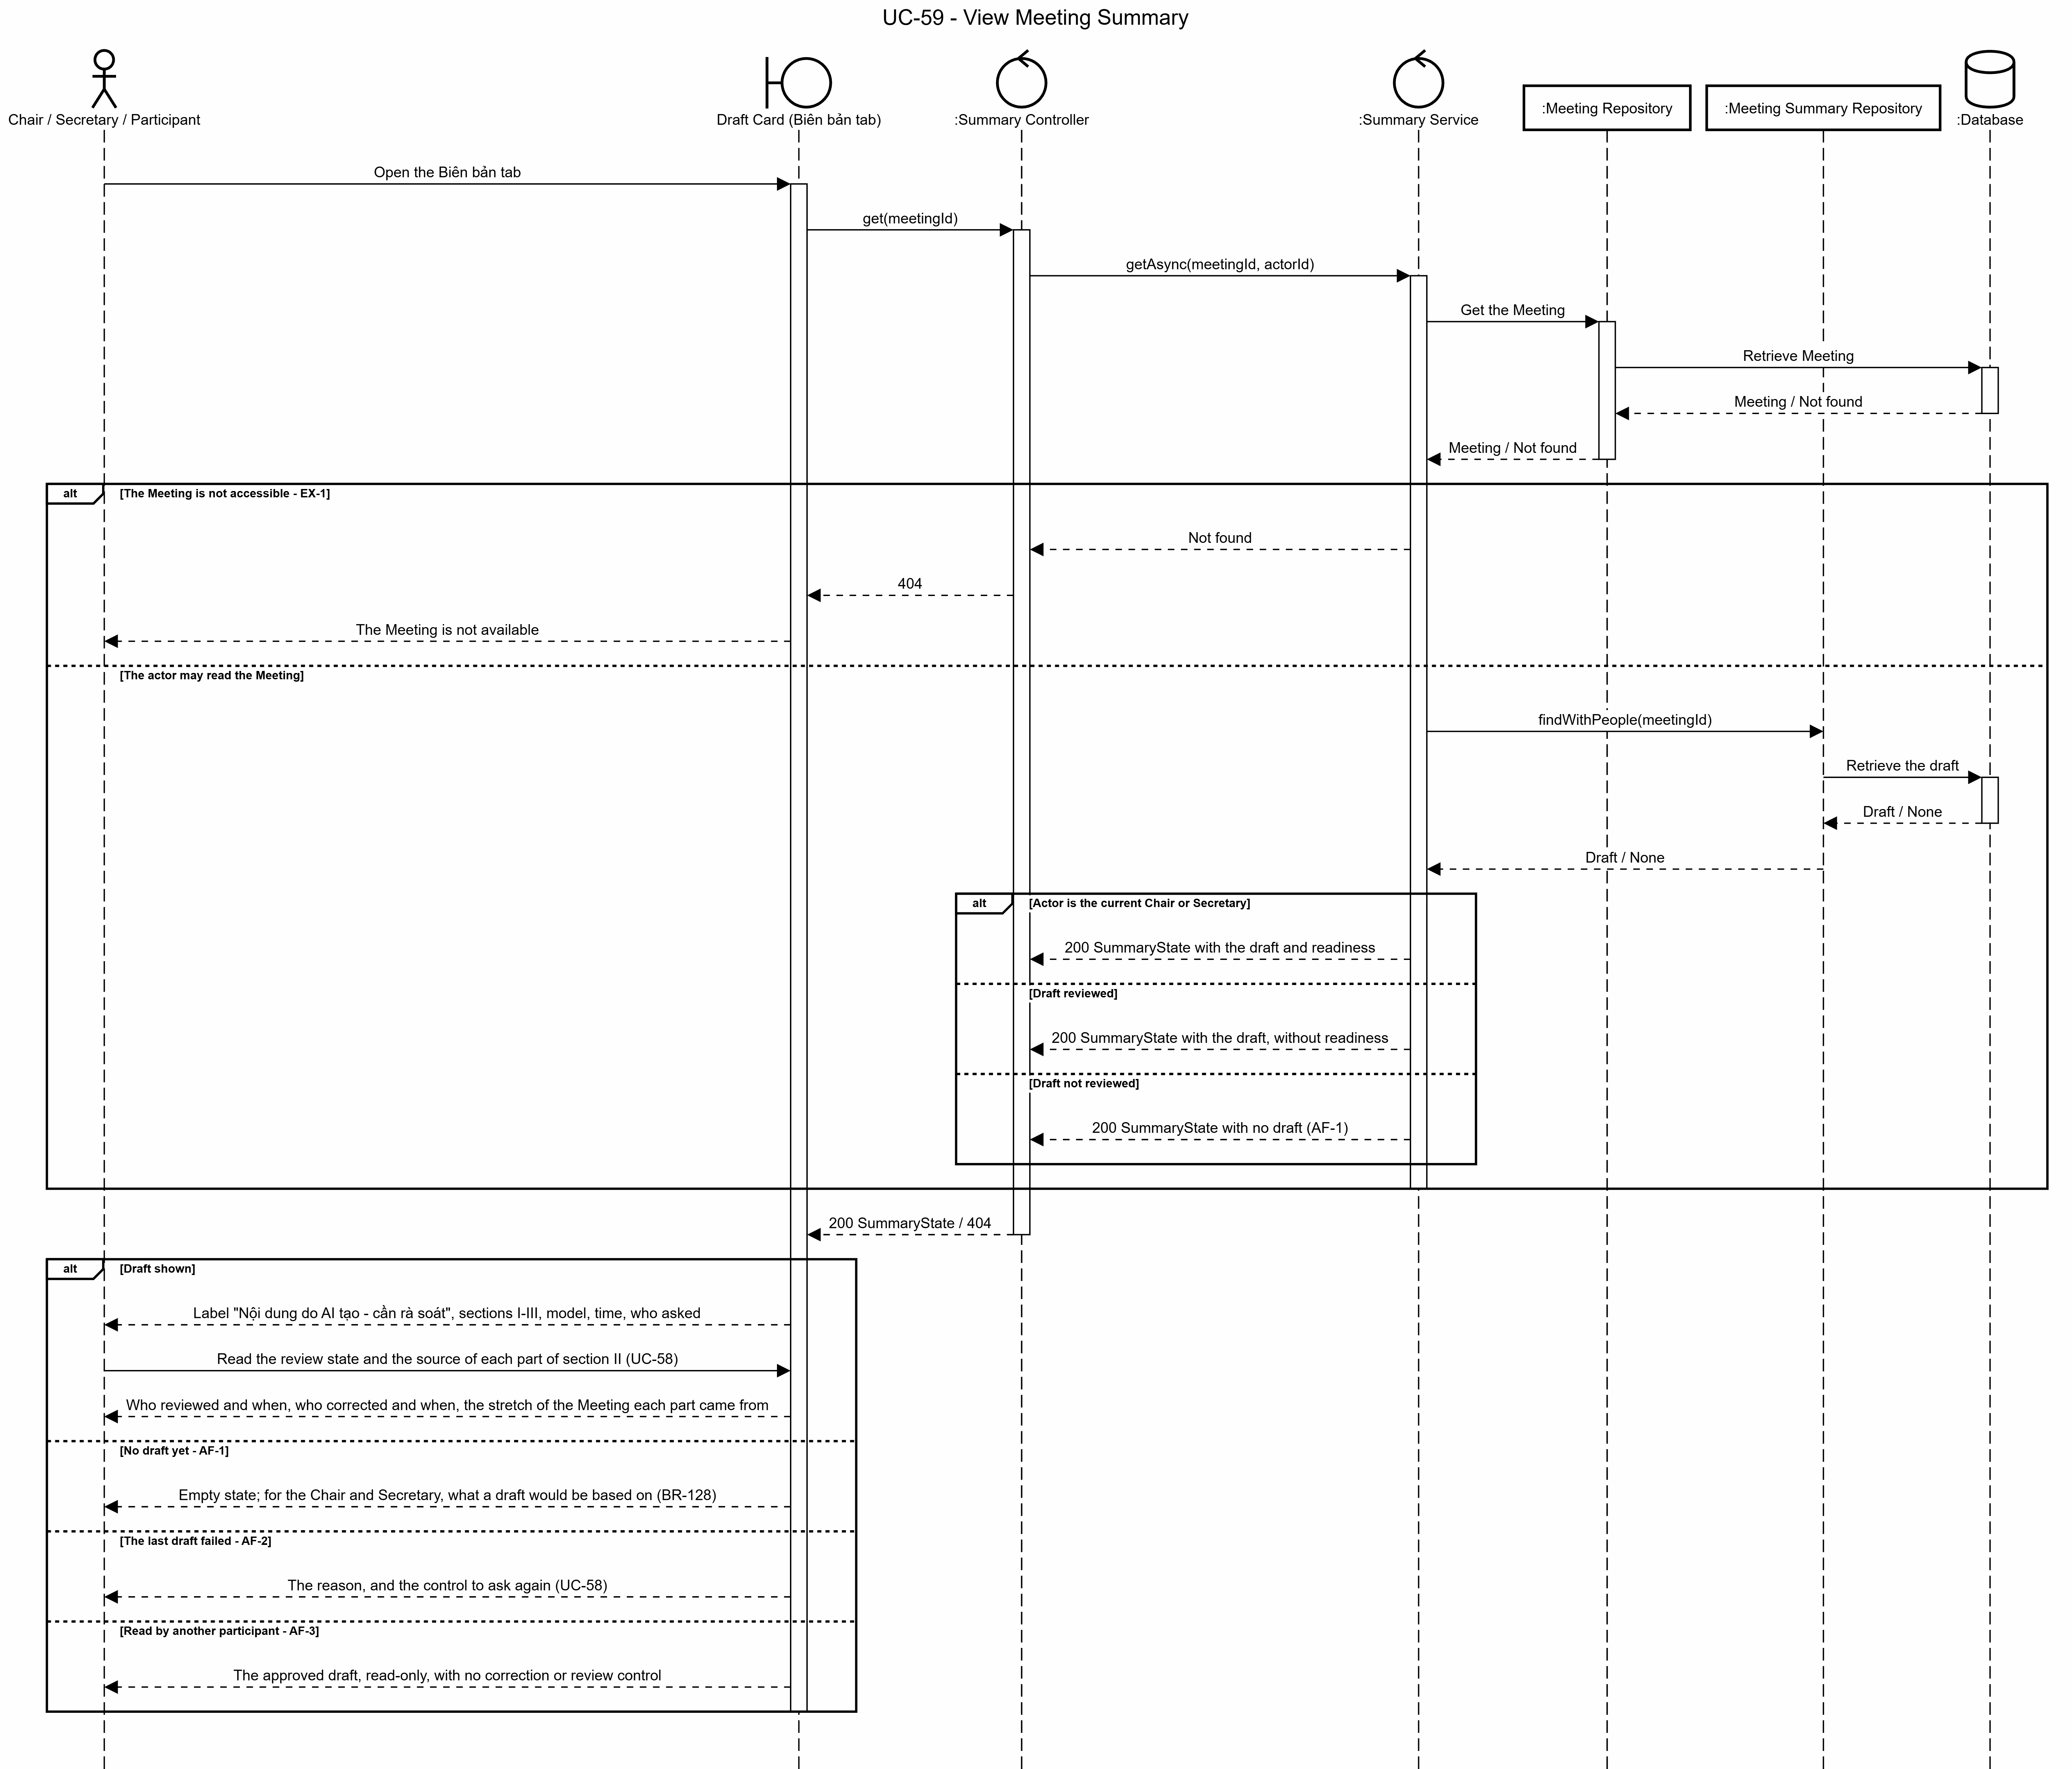 UC-59 - View Meeting Summary
Chair / Secretary / Participant
Draft Card (Biên bản tab)
:Summary Controller
:Summary Service
:Meeting Repository
:Meeting Summary Repository
:Database
Open the Biên bản tab
get(meetingId)
getAsync(meetingId, actorId)
Get the Meeting
Retrieve Meeting
Meeting / Not found
Meeting / Not found
alt
[The Meeting is not accessible - EX-1]
Not found
404
The Meeting is not available
[The actor may read the Meeting]
findWithPeople(meetingId)
Retrieve the draft
Draft / None
Draft / None
alt
[Actor is the current Chair or Secretary]
200 SummaryState with the draft and readiness
[Draft reviewed]
200 SummaryState with the draft, without readiness
[Draft not reviewed]
200 SummaryState with no draft (AF-1)
200 SummaryState / 404
alt
[Draft shown]
Label "Nội dung do AI tạo - cần rà soát", sections I-III, model, time, who asked
Read the review state and the source of each part of section II (UC-58)
Who reviewed and when, who corrected and when, the stretch of the Meeting each part came from
[No draft yet - AF-1]
Empty state; for the Chair and Secretary, what a draft would be based on (BR-128)
[The last draft failed - AF-2]
The reason, and the control to ask again (UC-58)
[Read by another participant - AF-3]
The approved draft, read-only, with no correction or review control